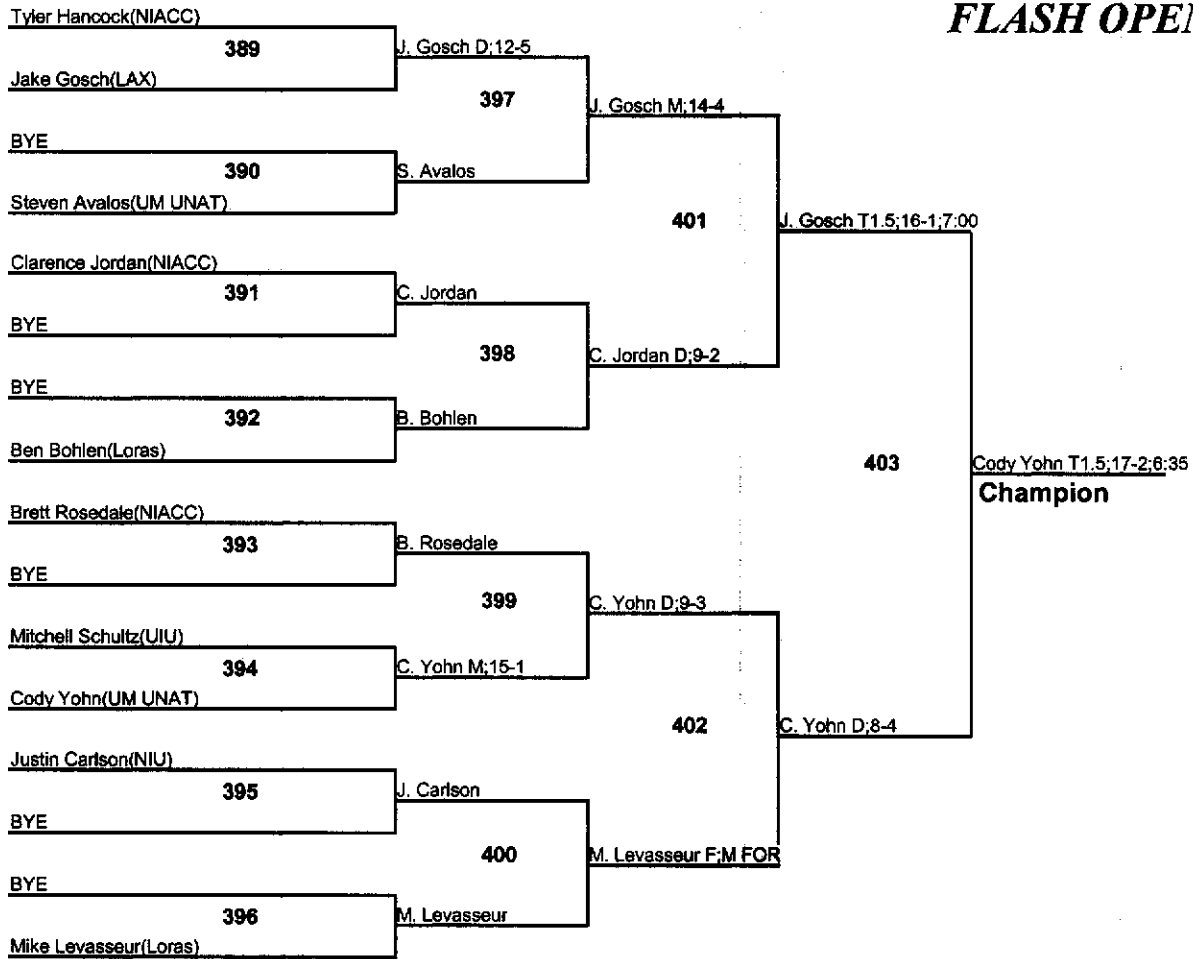 FLASH OPE
Tyler Hancock(NIACC)
389
J. Gosch D;12-5
Jake Gosch(LAX)
397
J. Gosch M;14-4
BYE
390
S. Avalos
Steven Avalos(UM UNAT)
401
J. Gosch T1.5;16-1;7:00
Clarence Jordan(NIACC)
391
C. Jordan
BYE
398
C. Jordan D;9-2
BYE
392
B. Bohlen
Ben Bohlen(Loras)
403
Cody Yohn T1.5;17-2;6:35
Champion
Brett Rosedale(NIACC)
393
B. Rosedale
BYE
399
C. Yohn D;9-3
Mitchell Schultz(UIU)
394
C. Yohn M;15-1
Cody Yohn(UM UNAT)
402
C. Yohn D;8-4
Justin Carlson(NIU)
395
J. Carlson
BYE
400
M. Levasseur F;M FOR
BYE
396
M. Levasseur
Mike Levasseur(Loras)